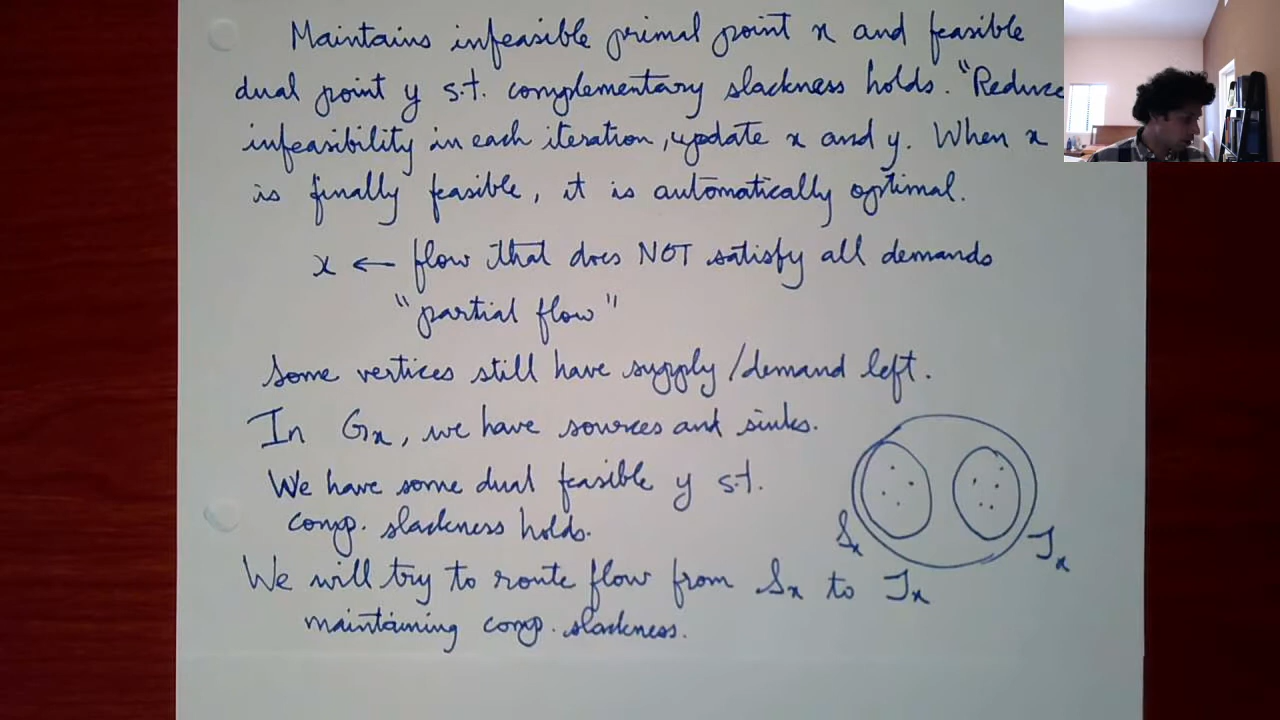 Maintains infeasible primal point x and feasible
dual point y s.t. complementary slackness holds. "Reduce
infeasibility in each iteration, update x and y. When x
is finally feasible, it is automatically optimal.
x ← flow that does NOT satisfy all demands
"partial flow"
Some vertices still have supply/demand left.
In Gx, we have sources and sinks.
We have some dual feasible y s.t.
comp. slackness holds.
Sx
Tx
We will try to route flow from Sx to Tx
maintaining comp. slackness.